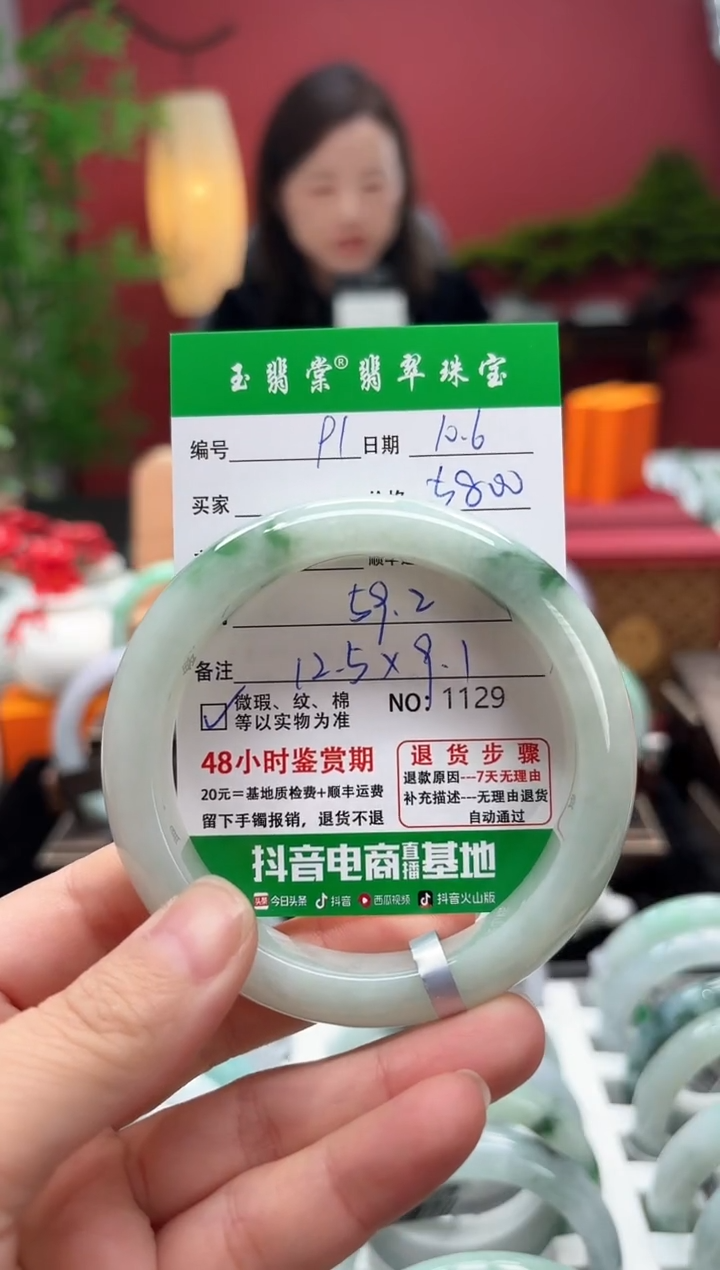 玉翡棠®翡翠珠宝
编号 P1 日期 10.6
买家 5800
59.2
备注 12.5×9.1
微瑕、纹、棉
等以实物为准
NO: 1129
48小时鉴赏期
20元=基地质检费+顺丰运费
留下手镯报销，退货不退
退货步骤
退款原因---7天无理由
补充描述---无理由退货
自动通过
抖音电商直播基地
头条 今日头条 抖音 西瓜视频 抖音火山版